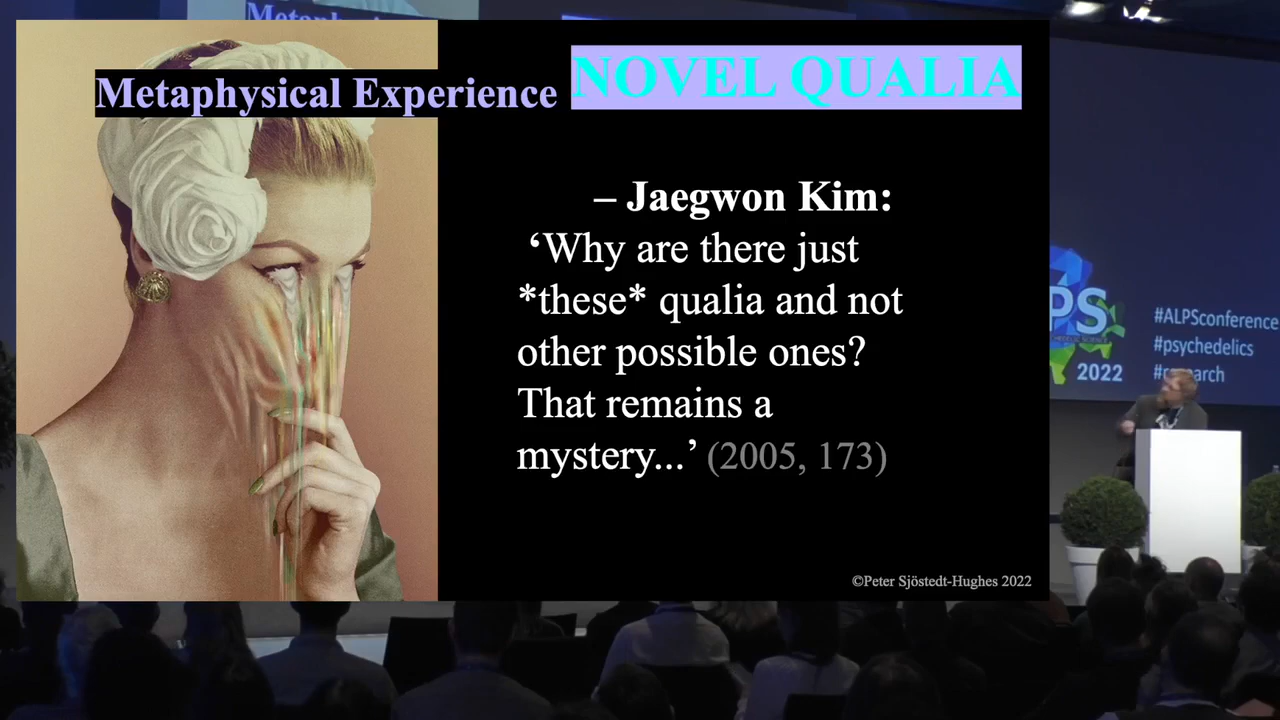 Metaphysical Experience
NOVEL QUALIA
– Jaegwon Kim:
‘Why are there just
*these* qualia and not
other possible ones?
That remains a
mystery...’ (2005, 173)
©Peter Sjöstedt-Hughes 2022
PS
2022
#ALPSconference
#psychedelics